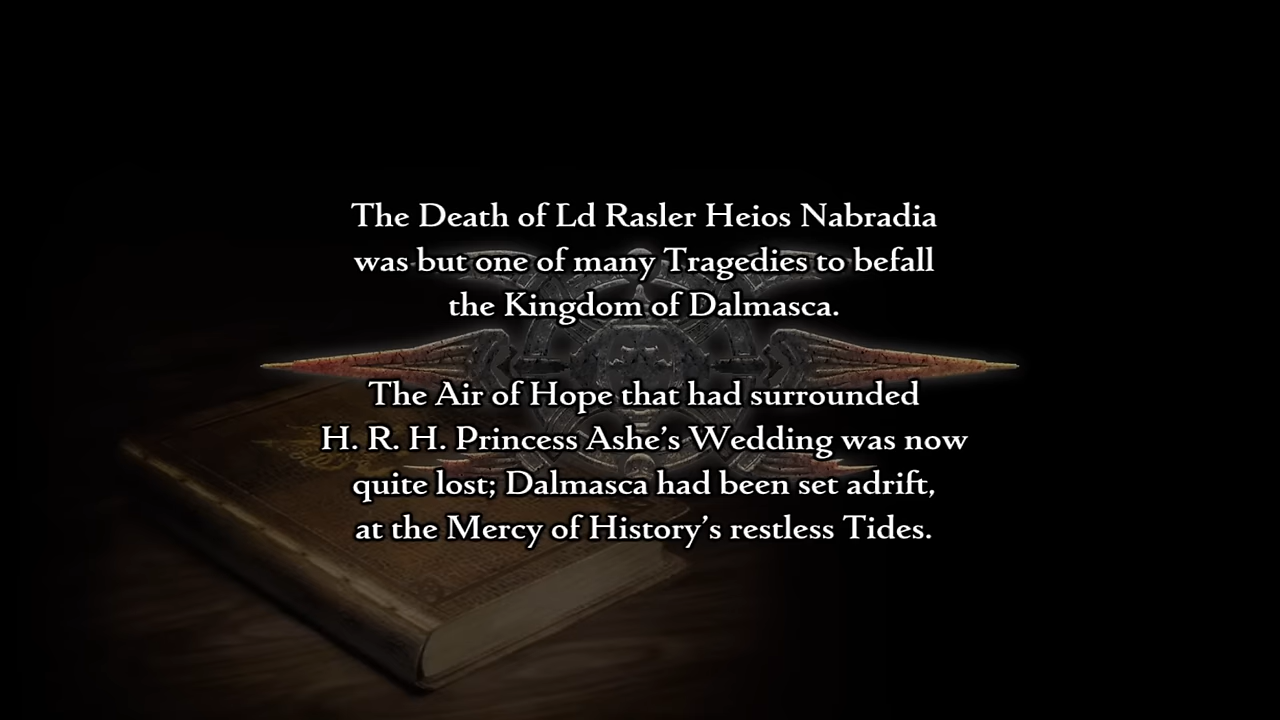 The Death of Ld Rasler Heios Nabradia
was but one of many Tragedies to befall
the Kingdom of Dalmasca.
The Air of Hope that had surrounded
H. R. H. Princess Ashe's Wedding was now
quite lost; Dalmasca had been set adrift,
at the Mercy of History's restless Tides.